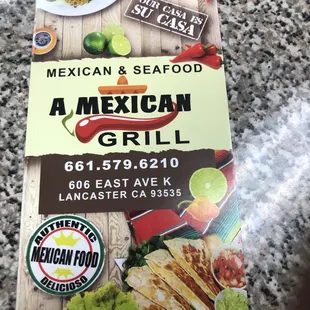 OUR CASA ES
SU CASA
MEXICAN & SEAFOOD
A MEXICAN
GRILL
661.579.6210
606 EAST AVE K
LANCASTER CA 93535
AUTHENTIC
MEXICAN FOOD
DELICIOSO